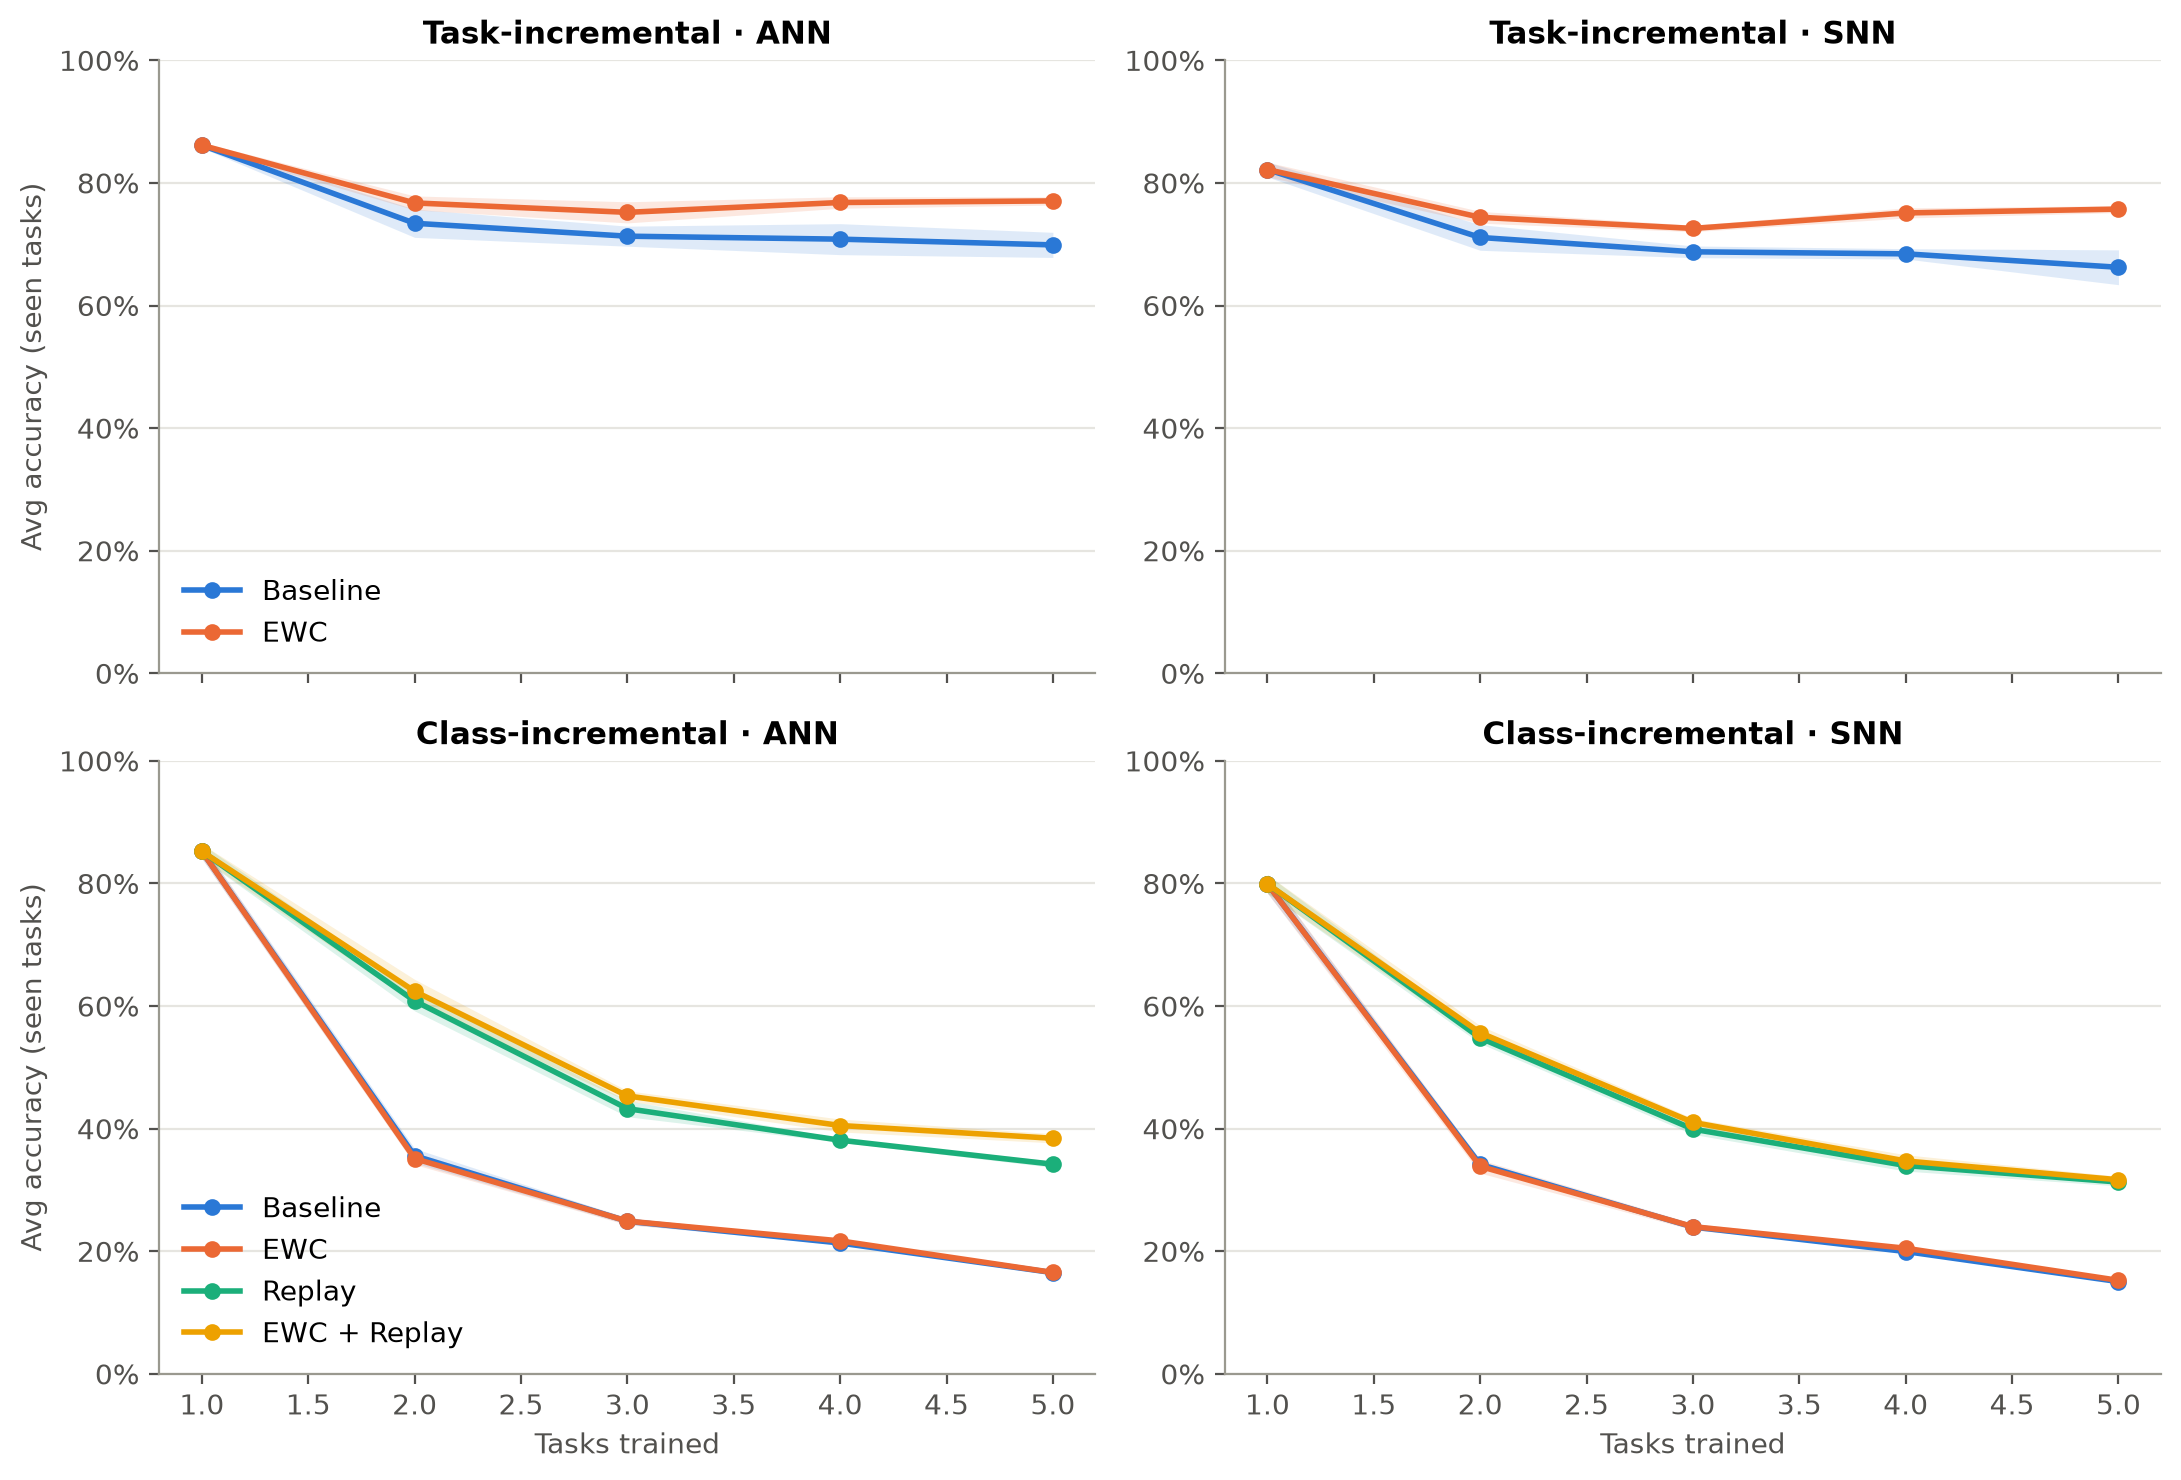 Task-incremental · ANN
100%
80%
60%
40%
20%
0%
Avg accuracy (seen tasks)
Baseline
EWC
Task-incremental · SNN
100%
80%
60%
40%
20%
0%
Class-incremental · ANN
100%
80%
60%
40%
20%
0%
Avg accuracy (seen tasks)
Baseline
EWC
Replay
EWC + Replay
1.0 1.5 2.0 2.5 3.0 3.5 4.0 4.5 5.0
Tasks trained
Class-incremental · SNN
100%
80%
60%
40%
20%
0%
1.0 1.5 2.0 2.5 3.0 3.5 4.0 4.5 5.0
Tasks trained